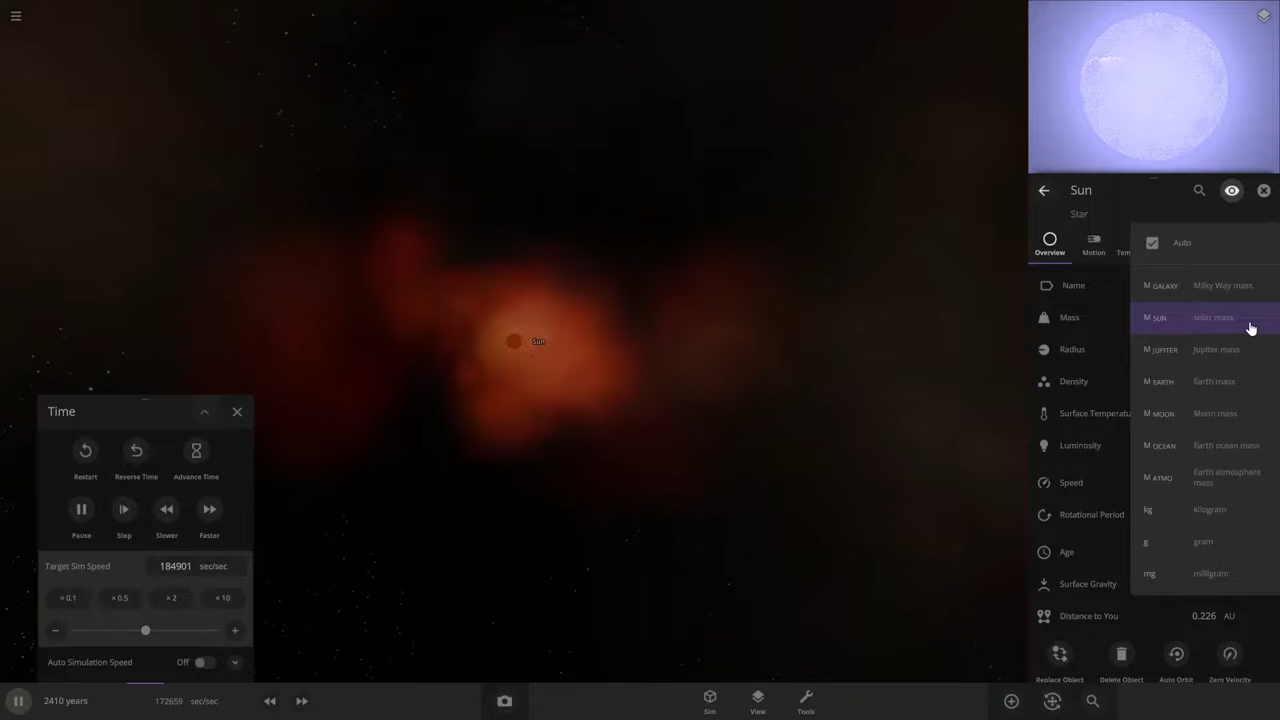 Sun
Star
Overview
Motion
Tem
Auto
Name
M GALAXY Milky Way mass
Mass
M SUN solar mass
Radius
M JUPITER Jupiter mass
Density
M EARTH Earth mass
Surface Temperatu
M MOON Moon mass
Luminosity
M OCEAN Earth ocean mass
Speed
M ATMO Earth atmosphere
mass
Rotational Period
kg kilogram
Age
g gram
Surface Gravity
mg milligram
Distance to You 0.226 AU
Replace Object Delete Object Auto Orbit Zero Velocity
Sun
Time
Restart Reverse Time Advance Time
Pause Step Slower Faster
Target Sim Speed 184901 sec/sec
× 0.1 × 0.5 × 2 × 10
Auto Simulation Speed Off
2410 years 172659 sec/sec
Sim View Tools